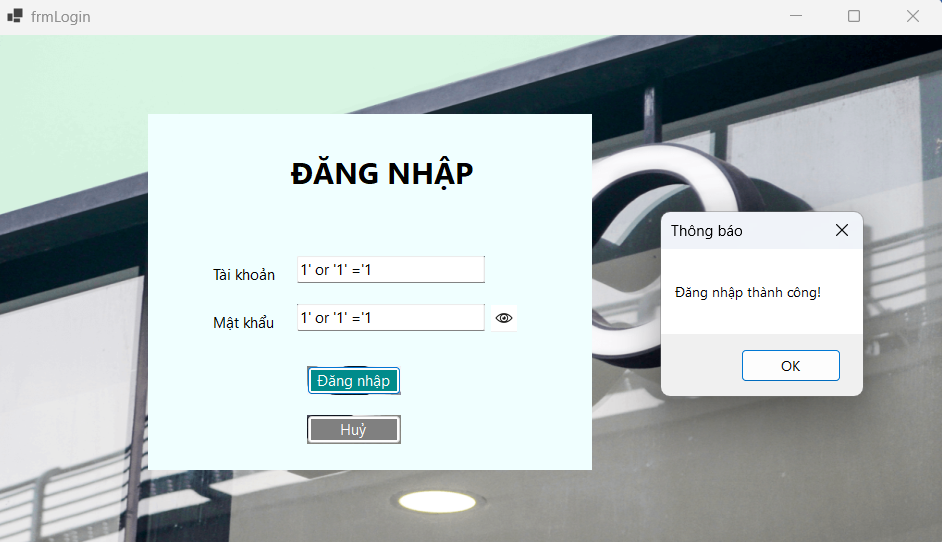 frmLogin
ĐĂNG NHẬP
Tài khoản
1' or '1' ='1
Mật khẩu
1' or '1' ='1
Đăng nhập
Huỷ
Thông báo
Đăng nhập thành công!
OK